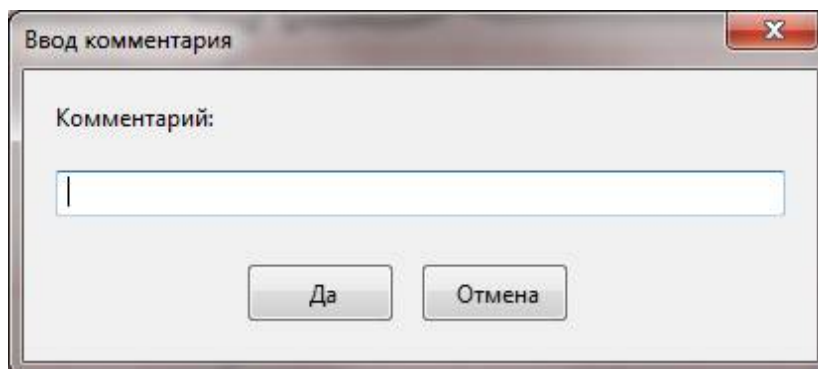 Ввод комментария
Комментарий:
Да Отмена